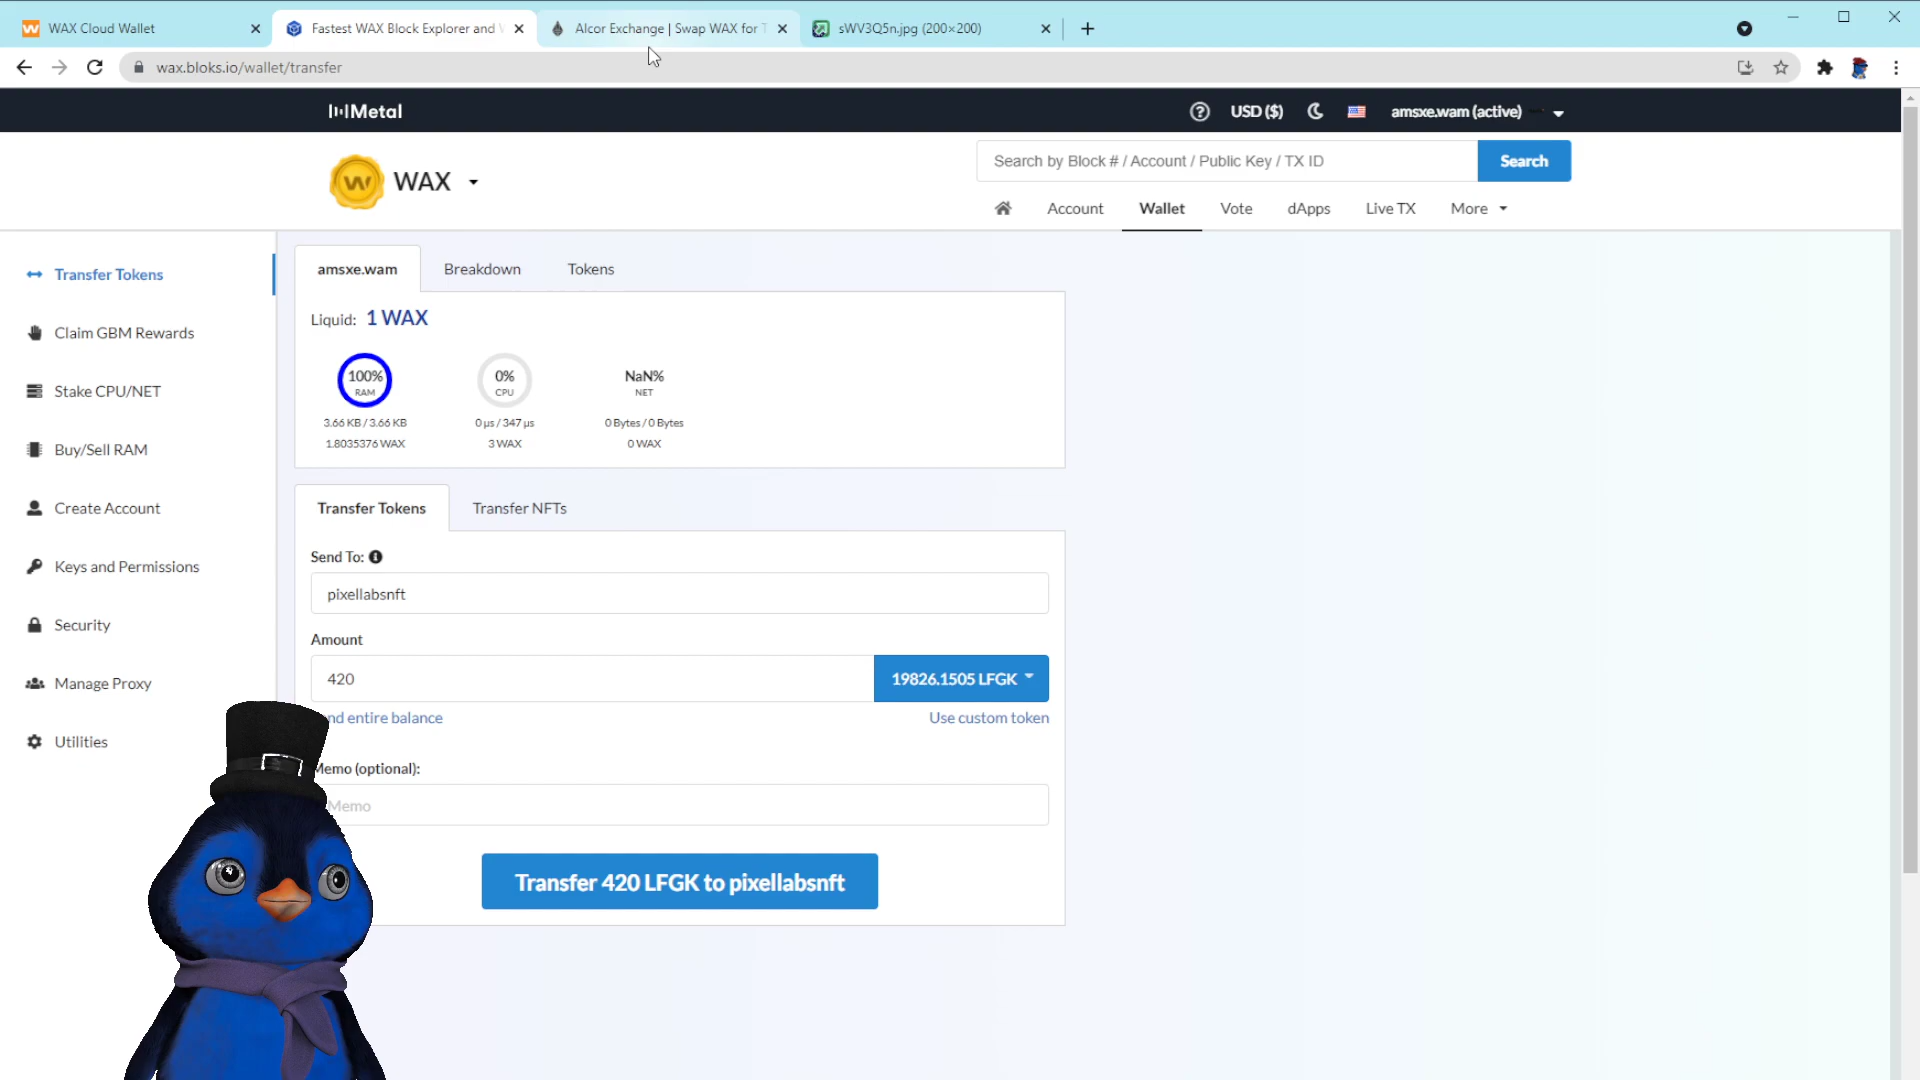 WAX Cloud Wallet
Fastest WAX Block Explorer and W
Alcor Exchange | Swap WAX for T
sWV3Q5n.jpg (200×200)
wax.bloks.io/wallet/transfer
Metal
USD ($)
amsxe.wam (active)
WAX
Search by Block # / Account / Public Key / TX ID
Search
Account
Wallet
Vote
dApps
Live TX
More
Transfer Tokens
Claim GBM Rewards
Stake CPU/NET
Buy/Sell RAM
Create Account
Keys and Permissions
Security
Manage Proxy
Utilities
amsxe.wam
Breakdown
Tokens
Liquid: 1 WAX
100%
RAM
3.66 KB / 3.66 KB
1.8035376 WAX
0%
CPU
0 µs / 347 µs
3 WAX
NaN%
NET
0 Bytes / 0 Bytes
0 WAX
Transfer Tokens
Transfer NFTs
Send To:
pixellabsnft
Amount
420
19826.1505 LFGK
nd entire balance
Use custom token
Memo (optional):
Memo
Transfer 420 LFGK to pixellabsnft